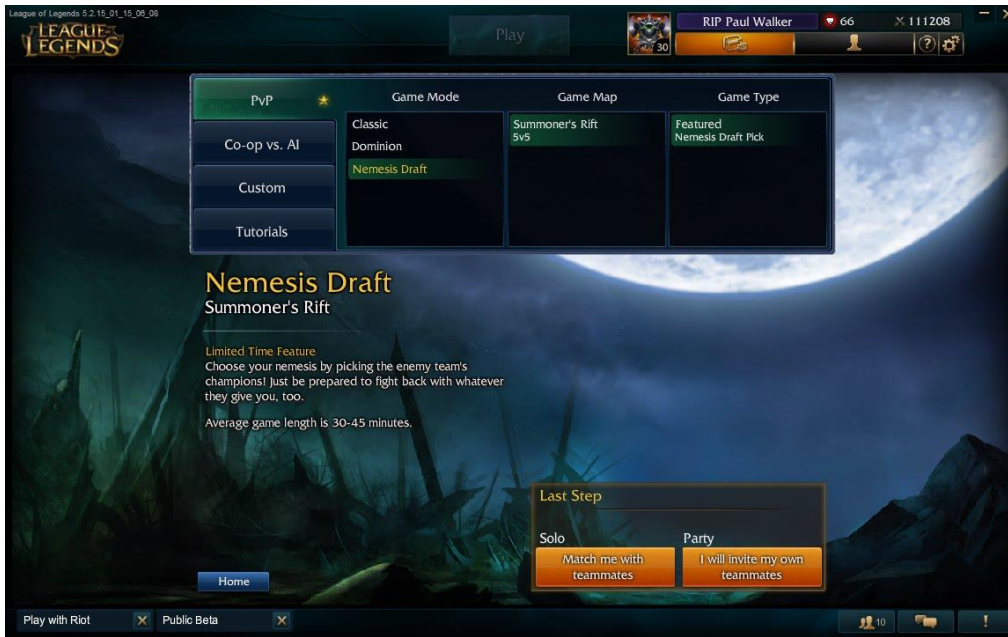 League of Legends 5.2.15_01_15_06_08
LEAGUE OF LEGENDS
Play
30
RIP Paul Walker
66
111208
?
PvP
Co-op vs. AI
Custom
Tutorials
Game Mode
Classic
Dominion
Nemesis Draft
Game Map
Summoner's Rift
5v5
Game Type
Featured
Nemesis Draft Pick
Nemesis Draft
Summoner's Rift
Limited Time Feature
Choose your nemesis by picking the enemy team's
champions! Just be prepared to fight back with whatever
they give you, too.
Average game length is 30-45 minutes.
Last Step
Solo
Match me with
teammates
Party
I will invite my own
teammates
Home
Play with Riot
Public Beta
10
!